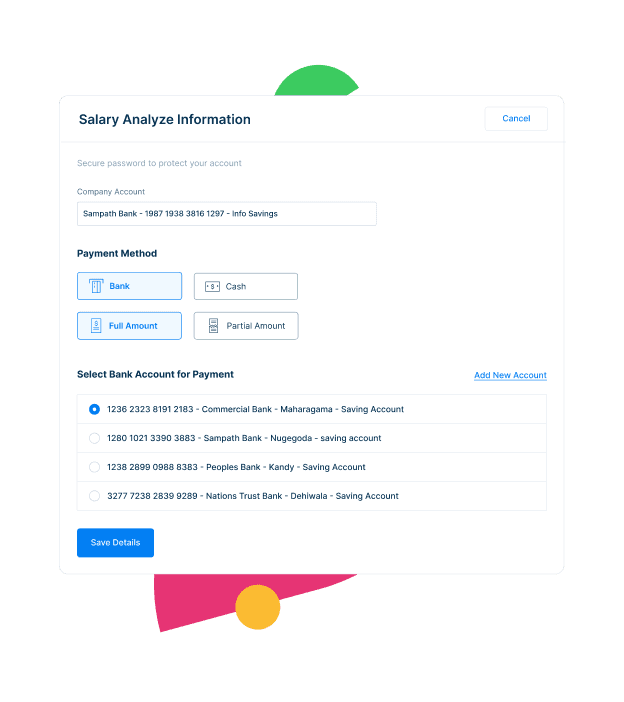 Salary Analyze Information
Cancel
Secure password to protect your account
Company Account
Sampath Bank - 1987 1938 3816 1297 - Info Savings
Payment Method
Bank
Cash
Full Amount
Partial Amount
Select Bank Account for Payment
Add New Account
1236 2323 8191 2183 - Commercial Bank - Maharagama - Saving Account
1280 1021 3390 3883 - Sampath Bank - Nugegoda - saving account
1238 2899 0988 8383 - Peoples Bank - Kandy - Saving Account
3277 7238 2839 9289 - Nations Trust Bank - Dehiwala - Saving Account
Save Details